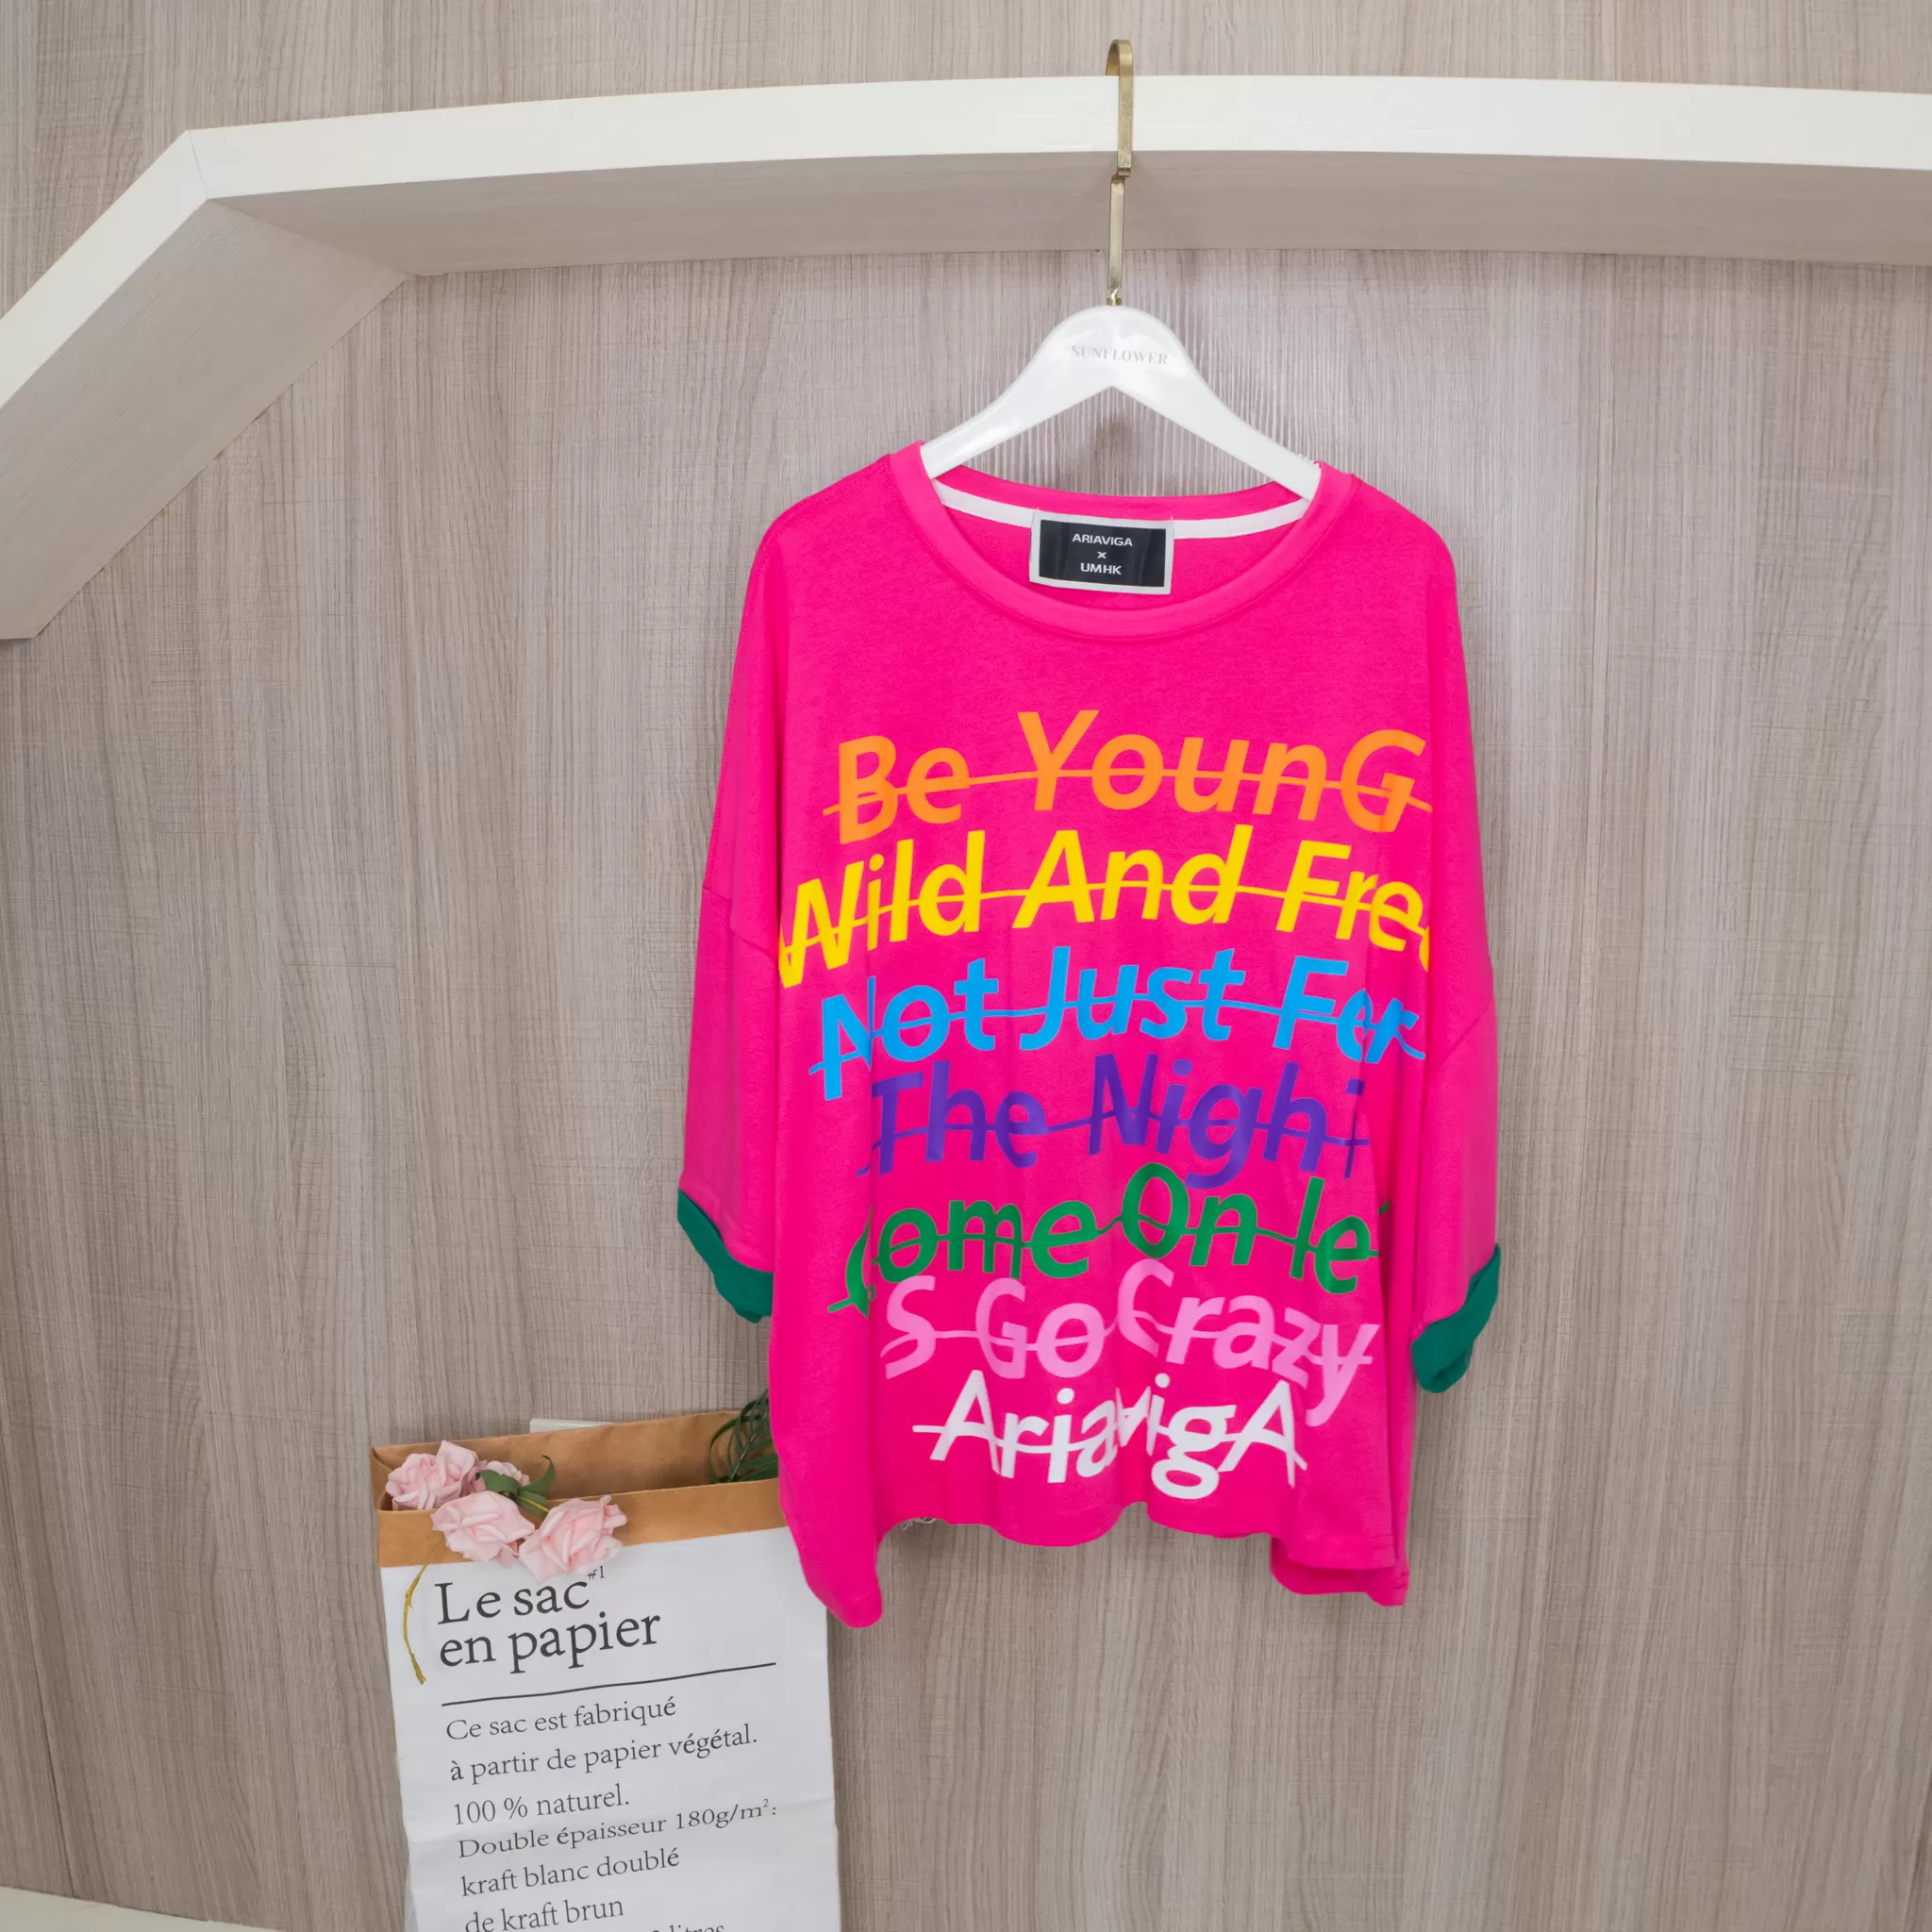 SUNFLOWER
ARIAVIGA
x
UMHK
Be YounG
Wild And Free
Not Just For
The Nigh
Come On le
S Go Crazy
AriavigA
Le sac #1
en papier
Ce sac est fabriqué
à partir de papier végétal.
100 % naturel.
Double épaisseur 180g/m²:
kraft blanc doublé
de kraft brun
litres